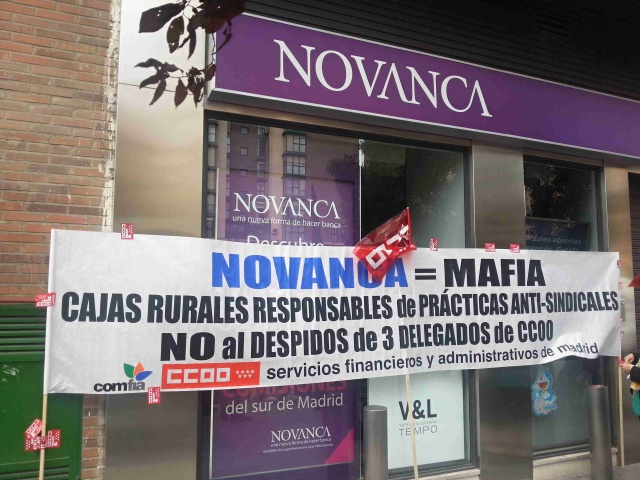 NOVANCA
NOVANCA
una nueva forma de hacer banca
Descubre
NOVANCA = MAFIA
CAJAS RURALES RESPONSABLES de PRÁCTICAS ANTI-SINDICALES
NO al DESPIDOS de 3 DELEGADOS de CCOO
comfia CCOO servicios financieros y administrativos de madrid
COMISIONES
del sur de Madrid
NOVANCA
una nueva forma de hacer banca
V&L
TEMPO